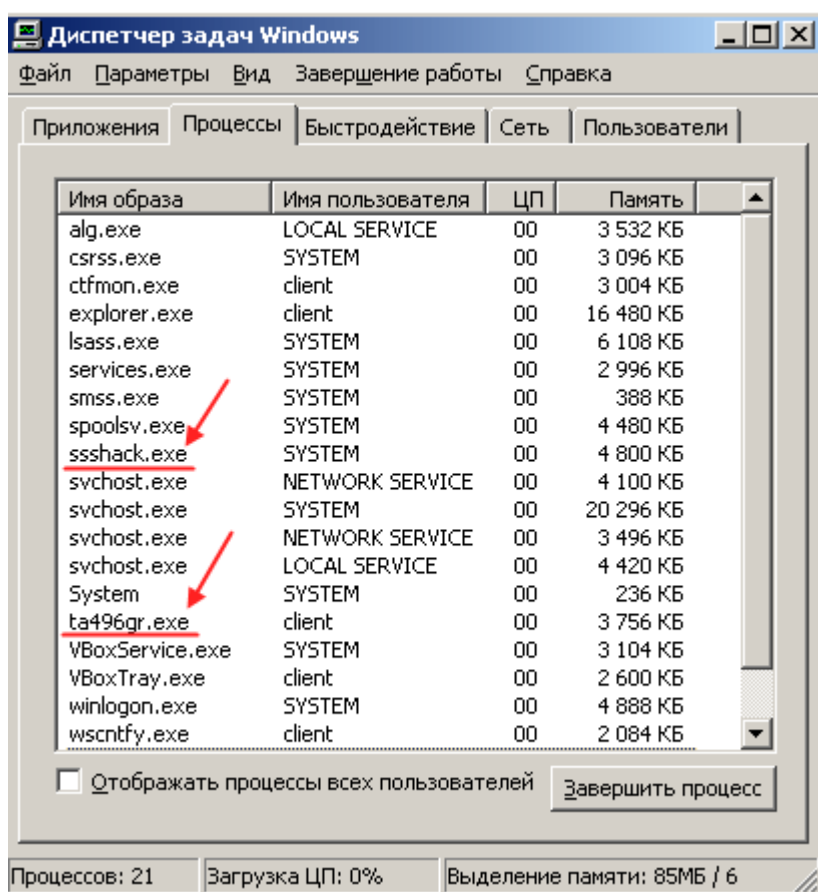 Диспетчер задач Windows
Файл Параметры Вид Завершение работы Справка
Приложения Процессы Быстродействие Сеть Пользователи
Имя образа Имя пользователя ЦП Память
alg.exe LOCAL SERVICE 00 3 532 КБ
csrss.exe SYSTEM 00 3 096 КБ
ctfmon.exe client 00 3 004 КБ
explorer.exe client 00 16 480 КБ
lsass.exe SYSTEM 00 6 108 КБ
services.exe SYSTEM 00 2 996 КБ
smss.exe SYSTEM 00 388 КБ
spoolsv.exe SYSTEM 00 4 480 КБ
ssshack.exe SYSTEM 00 4 800 КБ
svchost.exe NETWORK SERVICE 00 4 100 КБ
svchost.exe SYSTEM 00 20 296 КБ
svchost.exe NETWORK SERVICE 00 3 496 КБ
svchost.exe LOCAL SERVICE 00 4 420 КБ
System SYSTEM 00 236 КБ
ta496gr.exe client 00 3 756 КБ
VBoxService.exe SYSTEM 00 3 104 КБ
VBoxTray.exe client 00 2 600 КБ
winlogon.exe SYSTEM 00 4 888 КБ
wscntfy.exe client 00 2 084 КБ
Отображать процессы всех пользователей Завершить процесс
Процессов: 21 Загрузка ЦП: 0% Выделение памяти: 85МБ / 6